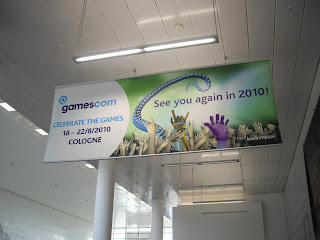 gamescom
CELEBRATE THE GAMES
18 – 22/8/2010
COLOGNE
See you again in 2010!